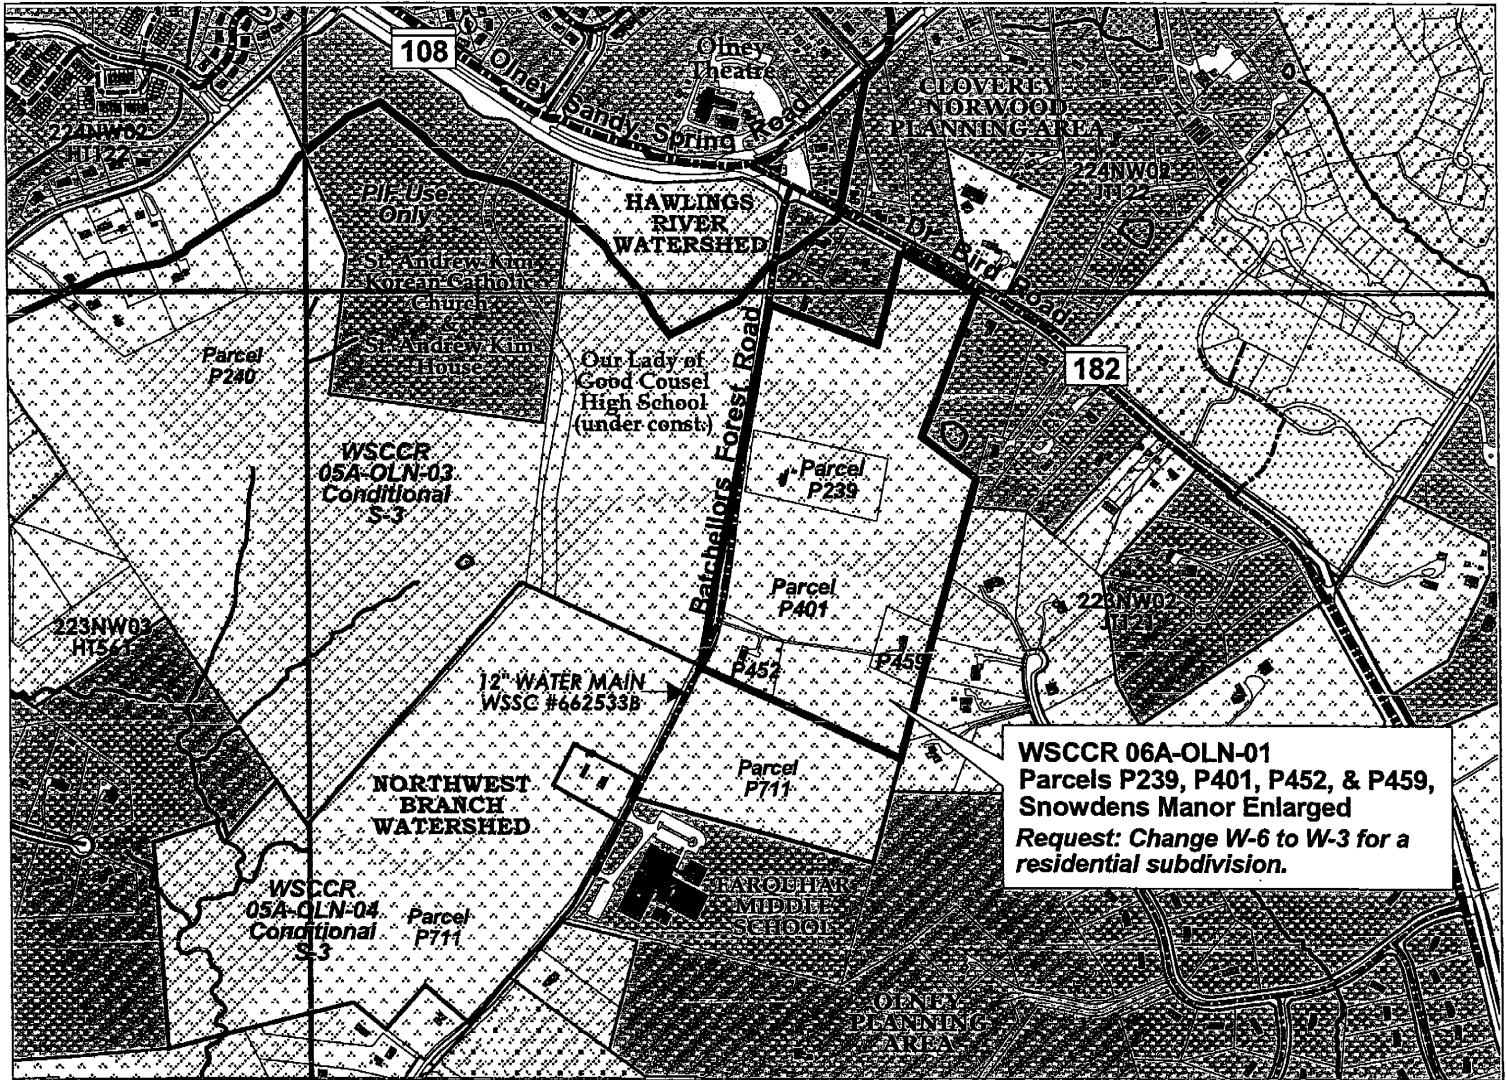 108
Olney
Sandy Spring Road
Olney
Theatre
CLOVERLY
NORWOOD
PLANNING AREA
224NW02
HT122
224NW02
JT122
PIF Use
Only
HAWLINGS
RIVER
WATERSHED
Dr Bird Road
St. Andrew Kim
Korean Catholic
Church
&
St. Andrew Kim
House
Parcel
P240
Our Lady of
Good Cousel
High School
(under const.)
Batchellors Forest Road
182
WSCCR
05A-OLN-03
Conditional
S-3
Parcel
P239
Parcel
P401
223NW03
HT561
223NW02
JT121
P452
P459
12" WATER MAIN
WSSC #662533B
Parcel
P711
NORTHWEST
BRANCH
WATERSHED
WSCCR 06A-OLN-01
Parcels P239, P401, P452, & P459,
Snowdens Manor Enlarged
Request: Change W-6 to W-3 for a
residential subdivision.
WSCCR
05A-OLN-04
Conditional
S-3
Parcel
P711
FARQUHAR
MIDDLE
SCHOOL
OLNEY
PLANNING
AREA